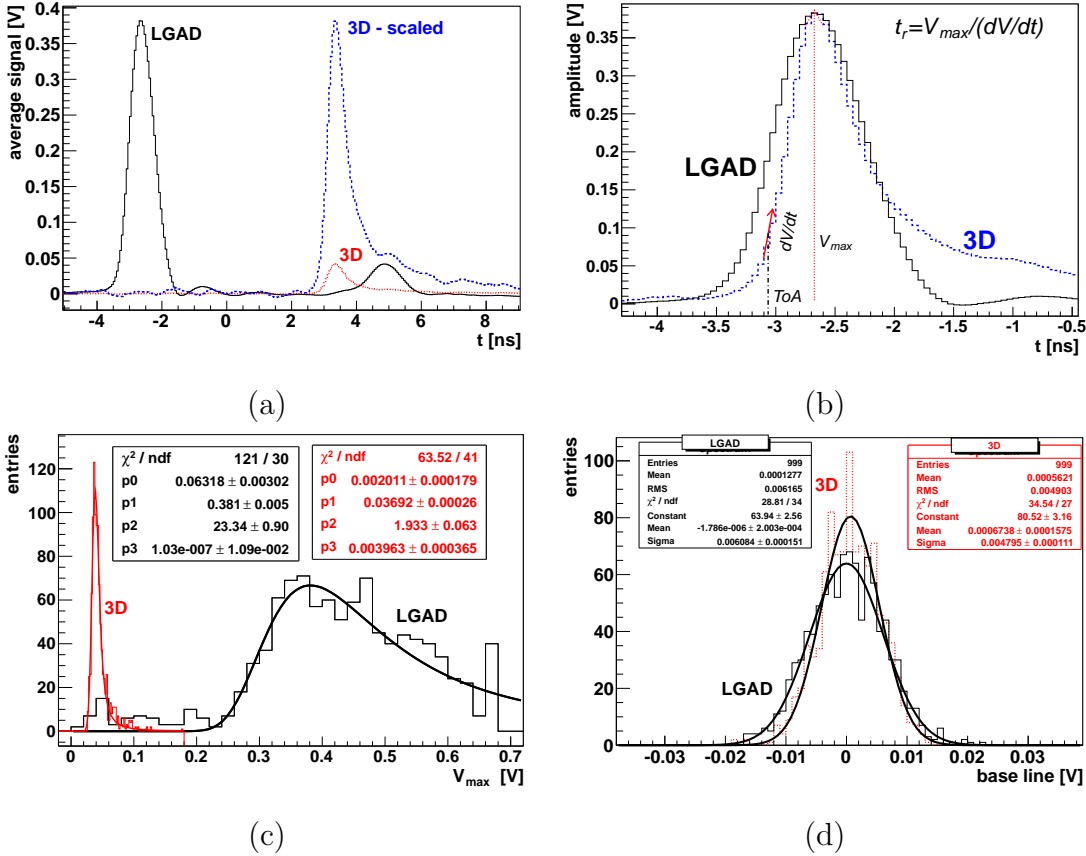 average signal [V]
0.4
0.35
0.3
0.25
0.2
0.15
0.1
0.05
0
LGAD
3D - scaled
3D
-4 -2 0 2 4 6 8
t [ns]
(a)
amplitude [V]
0.4
0.35
0.3
0.25
0.2
0.15
0.1
0.05
0
t_r=V_max/(dV/dt)
LGAD
dV/dt
V_max
3D
ToA
-4 -3.5 -3 -2.5 -2 -1.5 -1 -0.5
t [ns]
(b)
entries
120
100
80
60
40
20
0
χ² / ndf 121 / 30
p0 0.06318 ± 0.00302
p1 0.381 ± 0.005
p2 23.34 ± 0.90
p3 1.03e-007 ± 1.09e-002
χ² / ndf 63.52 / 41
p0 0.002011 ± 0.000179
p1 0.03692 ± 0.00026
p2 1.933 ± 0.063
p3 0.003963 ± 0.000365
3D
LGAD
0 0.1 0.2 0.3 0.4 0.5 0.6 0.7
V_max [V]
(c)
entries
100
80
60
40
20
0
LGAD
Entries 999
Mean 0.0001277
RMS 0.006165
χ² / ndf 28.81 / 34
Constant 63.94 ± 2.56
Mean -1.786e-006 ± 2.003e-004
Sigma 0.006084 ± 0.000151
3D
Entries 999
Mean 0.0005621
RMS 0.004903
χ² / ndf 34.54 / 27
Constant 80.52 ± 3.16
Mean 0.0006738 ± 0.0001575
Sigma 0.004795 ± 0.000111
3D
LGAD
-0.03 -0.02 -0.01 0 0.01 0.02 0.03
base line [V]
(d)